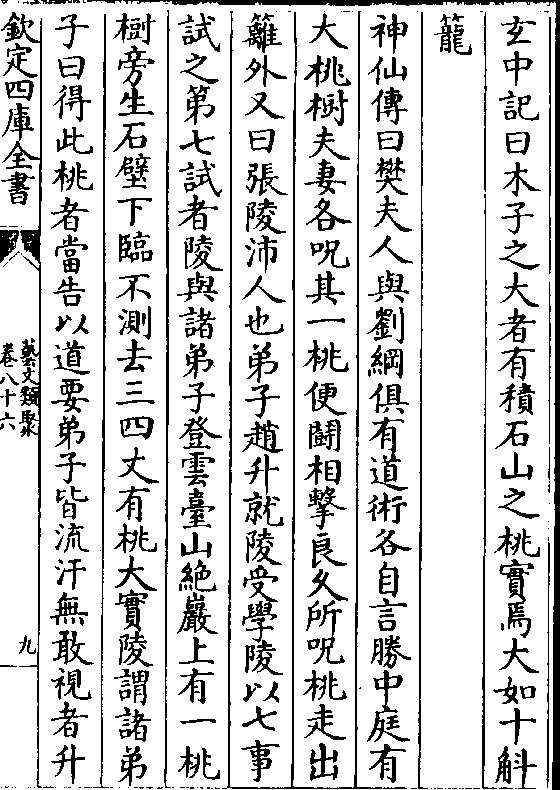 玄中記曰木子之大者有積石山之桃實焉大如十斛
籠
神仙傳曰樊夫人與劉綱俱有道術各自言勝中庭有
大桃樹夫妻各呪其一桃便鬭相擊良久所呪桃走出
籬外又曰張陵沛人也弟子趙升就陵受學陵以七事
試之第七試者陵與諸弟子登雲臺山絶巖上有一桃
樹旁生石壁下臨不測去三四丈有桃大實陵謂諸弟
子曰得此桃者當告以道要弟子皆流汗無敢視者升
欽定四庫全書
藝文類聚
卷八十六
九